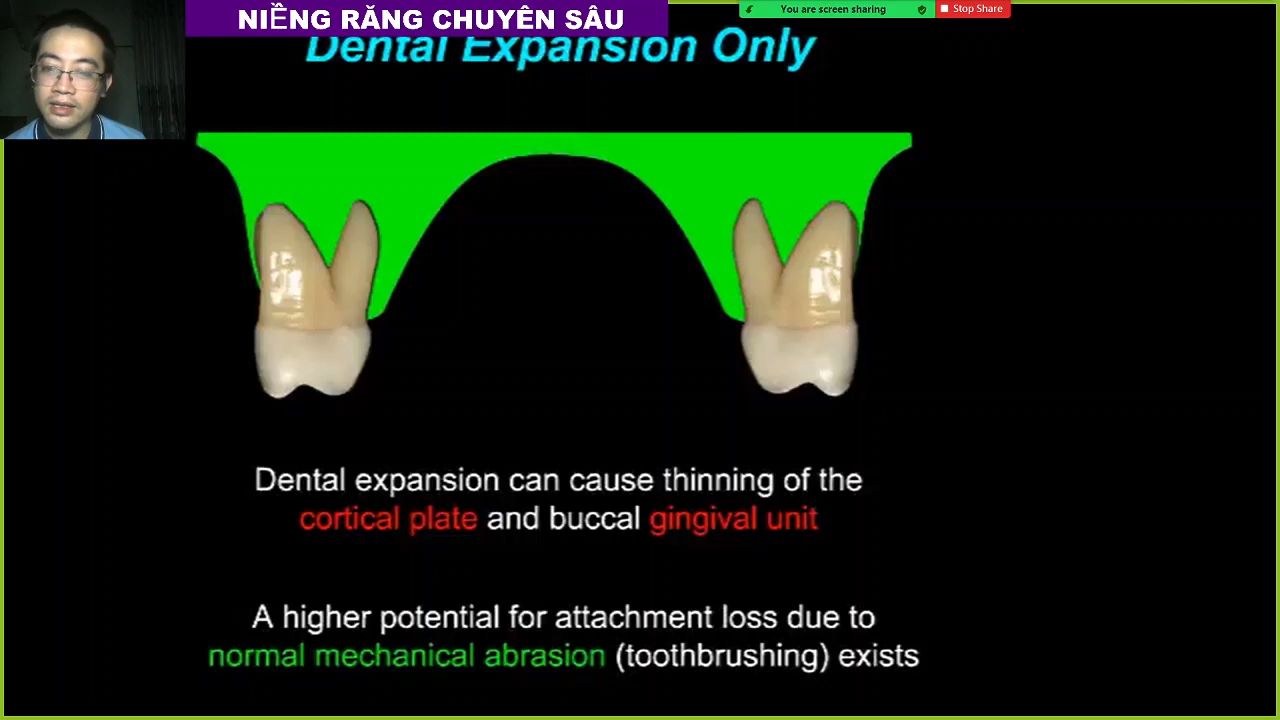 NIỀNG RĂNG CHUYÊN SÂU
You are screen sharing
Stop Share
Dental Expansion Only
Dental expansion can cause thinning of the
cortical plate and buccal gingival unit
A higher potential for attachment loss due to
normal mechanical abrasion (toothbrushing) exists